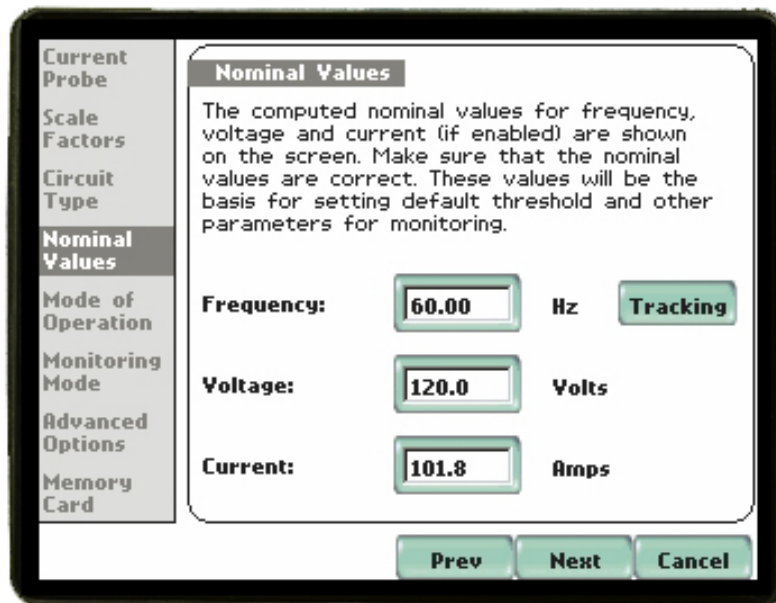 Current
Probe
Scale
Factors
Circuit
Type
Nominal
Values
Mode of
Operation
Monitoring
Mode
Advanced
Options
Memory
Card
Nominal Values
The computed nominal values for frequency,
voltage and current (if enabled) are shown
on the screen. Make sure that the nominal
values are correct. These values will be the
basis for setting default threshold and other
parameters for monitoring.
Frequency: 60.00 Hz Tracking
Voltage: 120.0 Volts
Current: 101.8 Amps
Prev Next Cancel